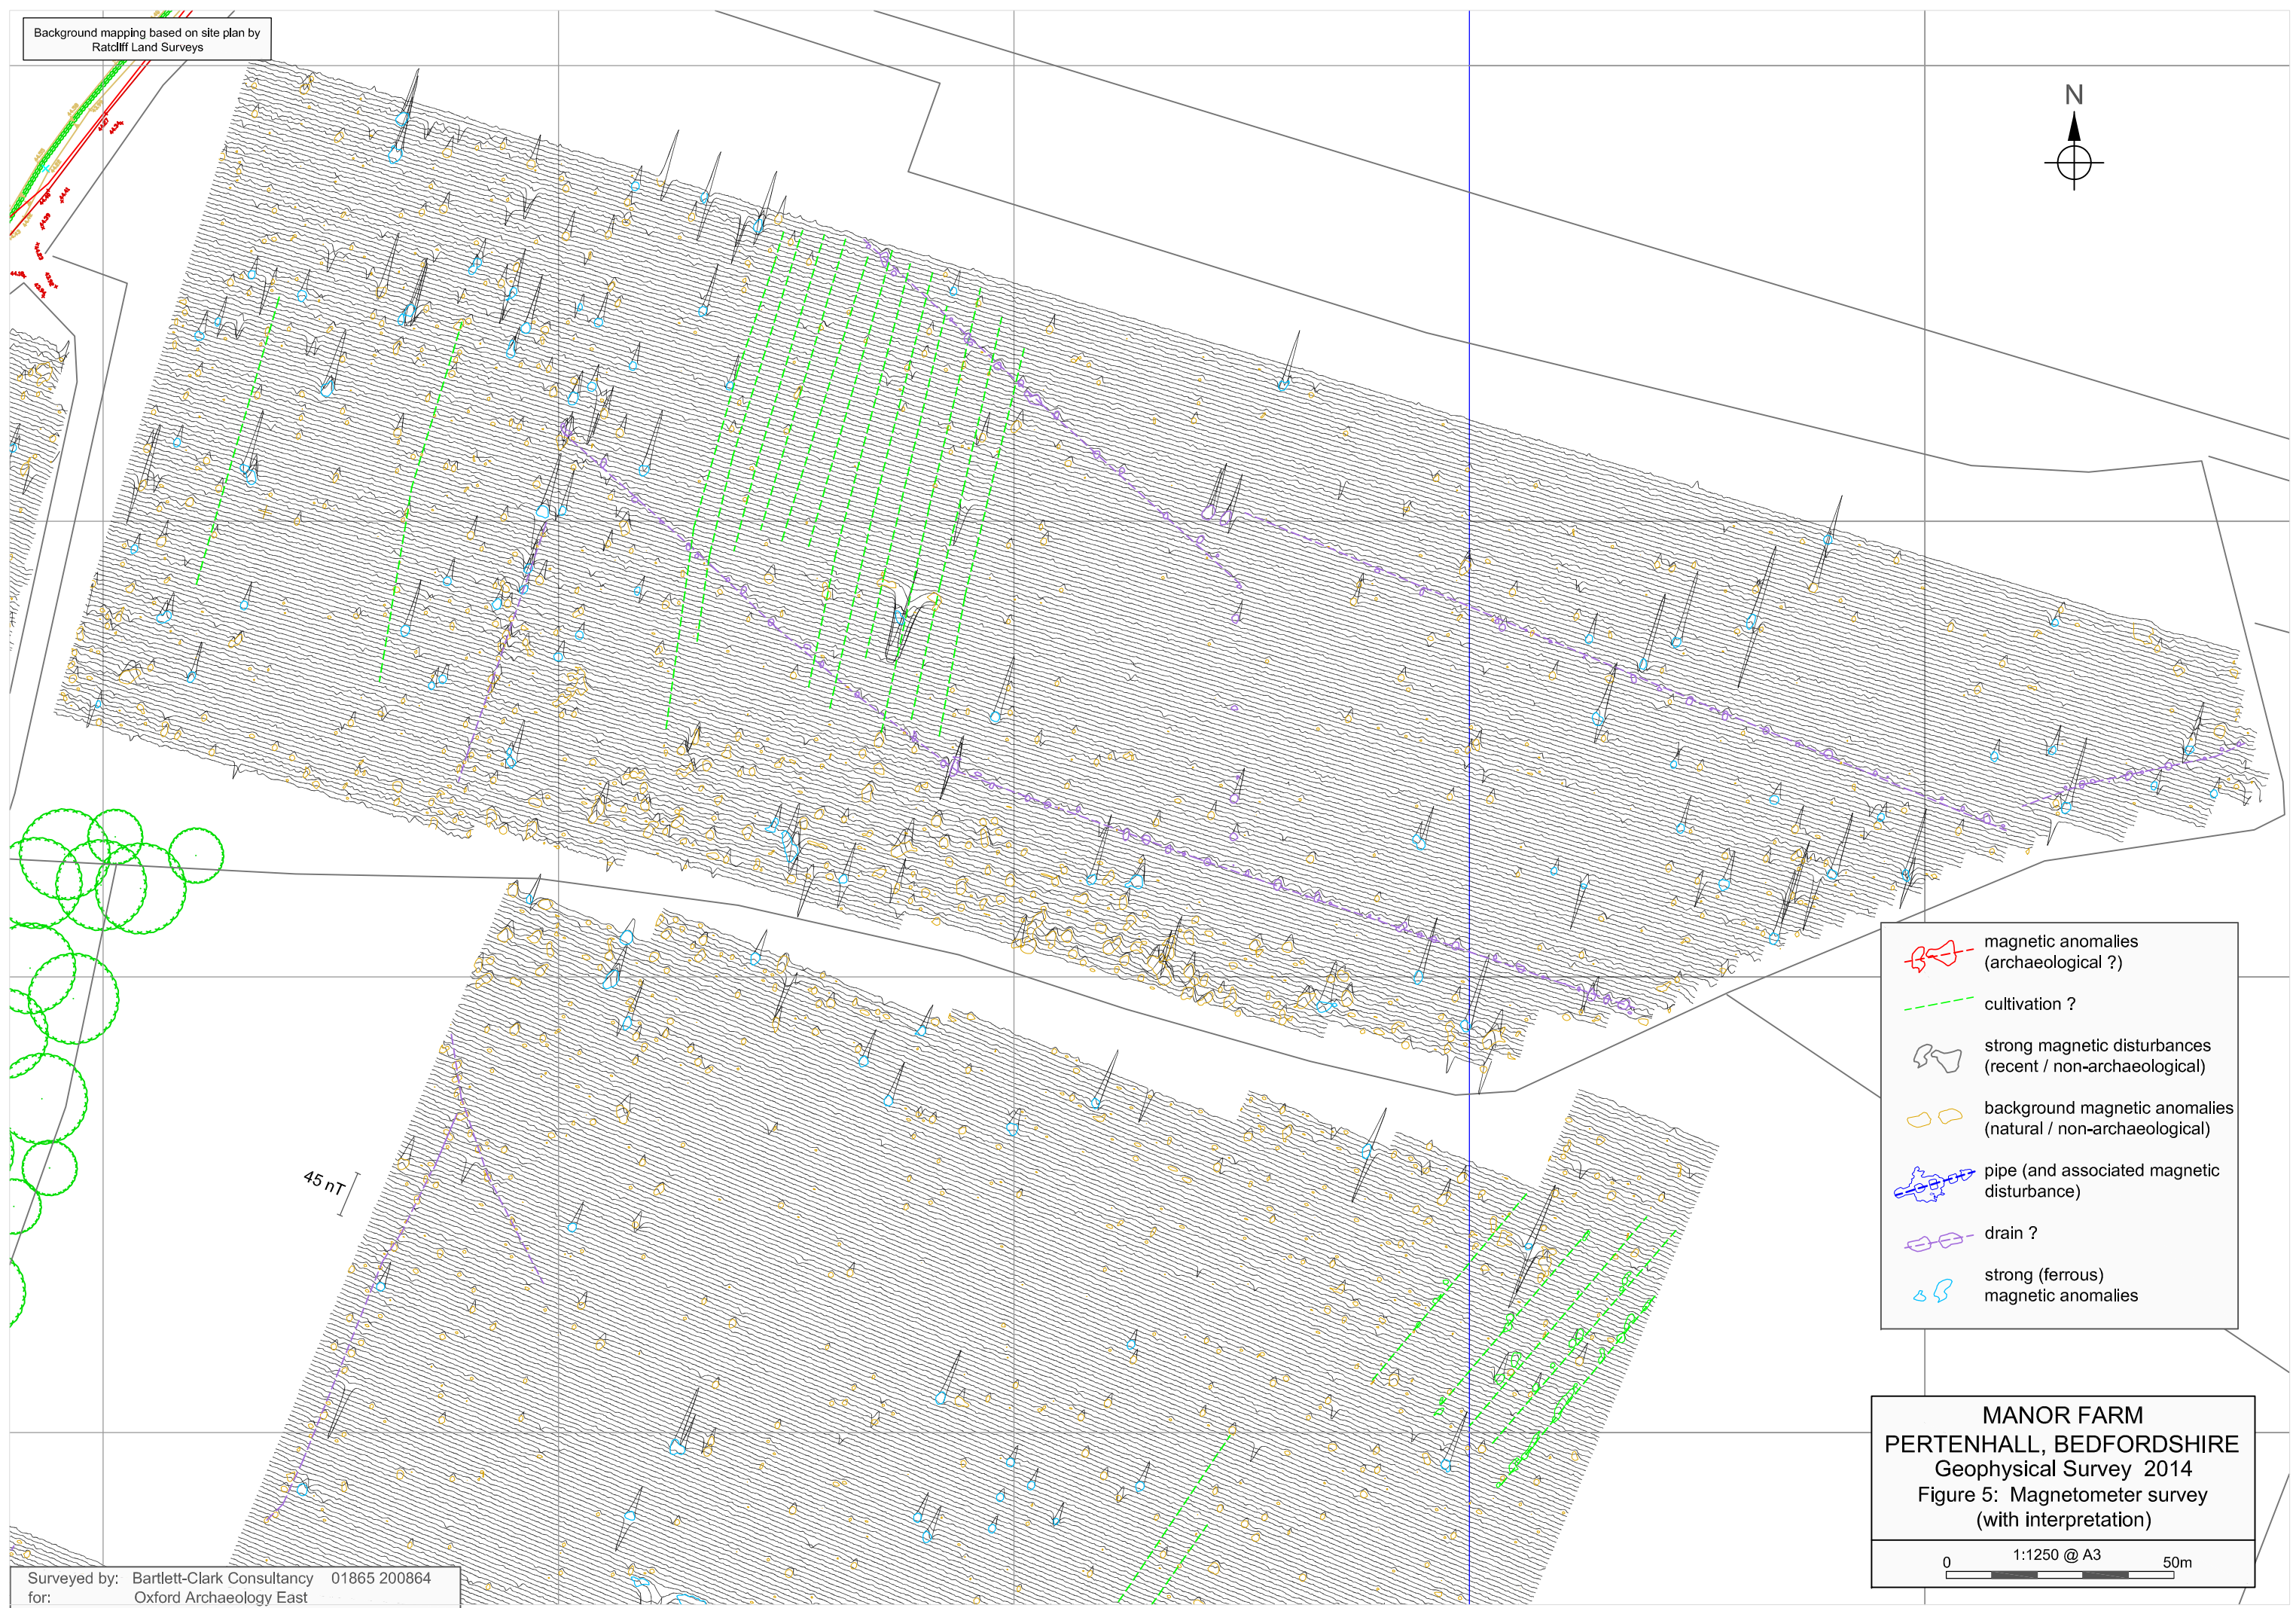 Background mapping based on site plan by
Ratcliff Land Surveys
N
45 nT
magnetic anomalies
(archaeological ?)
cultivation ?
strong magnetic disturbances
(recent / non-archaeological)
background magnetic anomalies
(natural / non-archaeological)
pipe (and associated magnetic
disturbance)
drain ?
strong (ferrous)
magnetic anomalies
MANOR FARM
PERTENHALL, BEDFORDSHIRE
Geophysical Survey 2014
Figure 5: Magnetometer survey
(with interpretation)
1:1250 @ A3
0 50m
Surveyed by: Bartlett-Clark Consultancy 01865 200864
for: Oxford Archaeology East